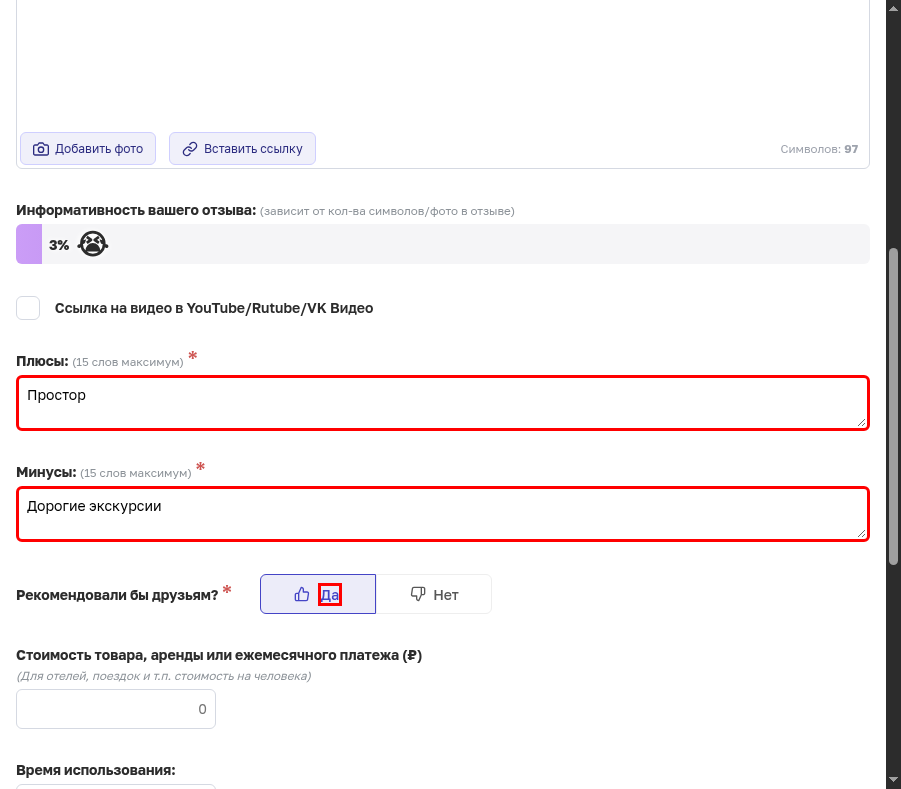 Добавить фото Вставить ссылку Символов: 97
Информативность вашего отзыва: (зависит от кол-ва символов/фото в отзыве)
3%
Ссылка на видео в YouTube/Rutube/VK Видео
Плюсы: (15 слов максимум) *
Простор
Минусы: (15 слов максимум) *
Дорогие экскурсии
Рекомендовали бы друзьям? * Да Нет
Стоимость товара, аренды или ежемесячного платежа (₽)
(Для отелей, поездок и т.п. стоимость на человека)
0
Время использования: